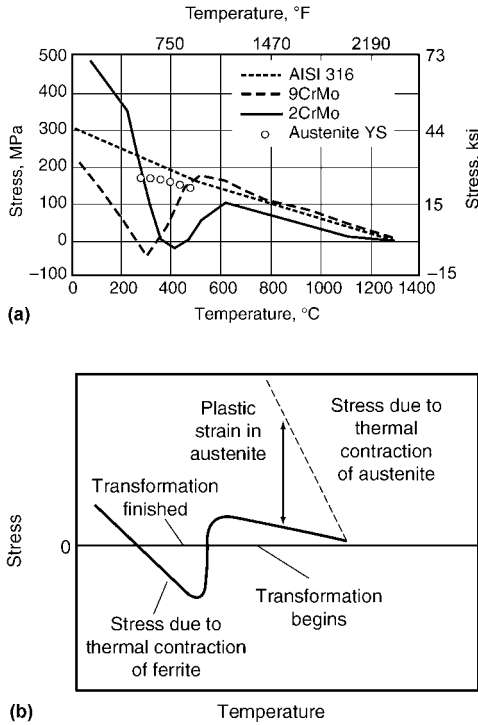 Temperature, °F
750 1470 2190
500 73
400
300 44
200
100 15
0
−100 −15
AISI 316
9CrMo
2CrMo
Austenite YS
Stress, MPa
Stress, ksi
0 200 400 600 800 1000 1200 1400
(a)
Temperature, °C
Plastic
strain in
austenite
Stress due to
thermal
contraction
of austenite
Transformation
finished
Stress
0
Transformation
begins
Stress due to
thermal contraction
of ferrite
(b)
Temperature